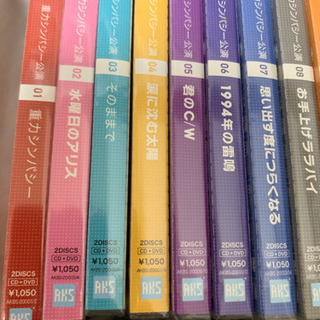 重力シンパシー公演
01
重力シンパシー
2DISCS
CD+DVD
¥1,050
AKS
重力シンパシー公演
02
水曜日のアリス
2DISCS
CD+DVD
¥1,050
AKS
重力シンパシー公演
03
そのままで
2DISCS
CD+DVD
¥1,050
AKS
重力シンパシー公演
04
海に沈む太陽
2DISCS
CD+DVD
¥1,050
AKS
重力シンパシー公演
05
君のC/W
2DISCS
CD+DVD
¥1,050
AKS
重力シンパシー公演
06
1994年の雷鳴
2DISCS
CD+DVD
¥1,050
AKS
重力シンパシー公演
07
思い出す度につらくなる
2DISCS
CD+DVD
¥1,050
AKS
シンパシー公演
08
お手上げララバイ
2DISCS
CD+DVD
¥1,050
AKS